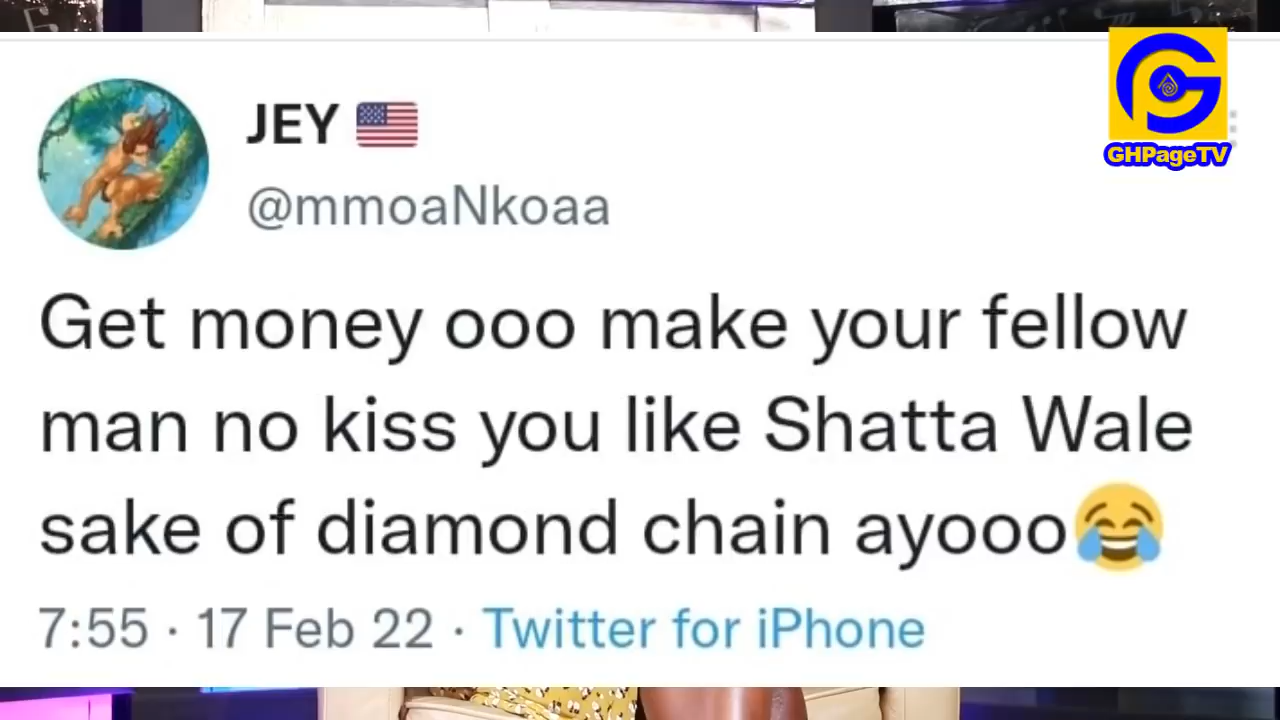 GHPageTV
JEY 🇺🇸
@mmoaNkoaa
Get money ooo make your fellow
man no kiss you like Shatta Wale
sake of diamond chain ayooo😂
7:55 · 17 Feb 22 · Twitter for iPhone